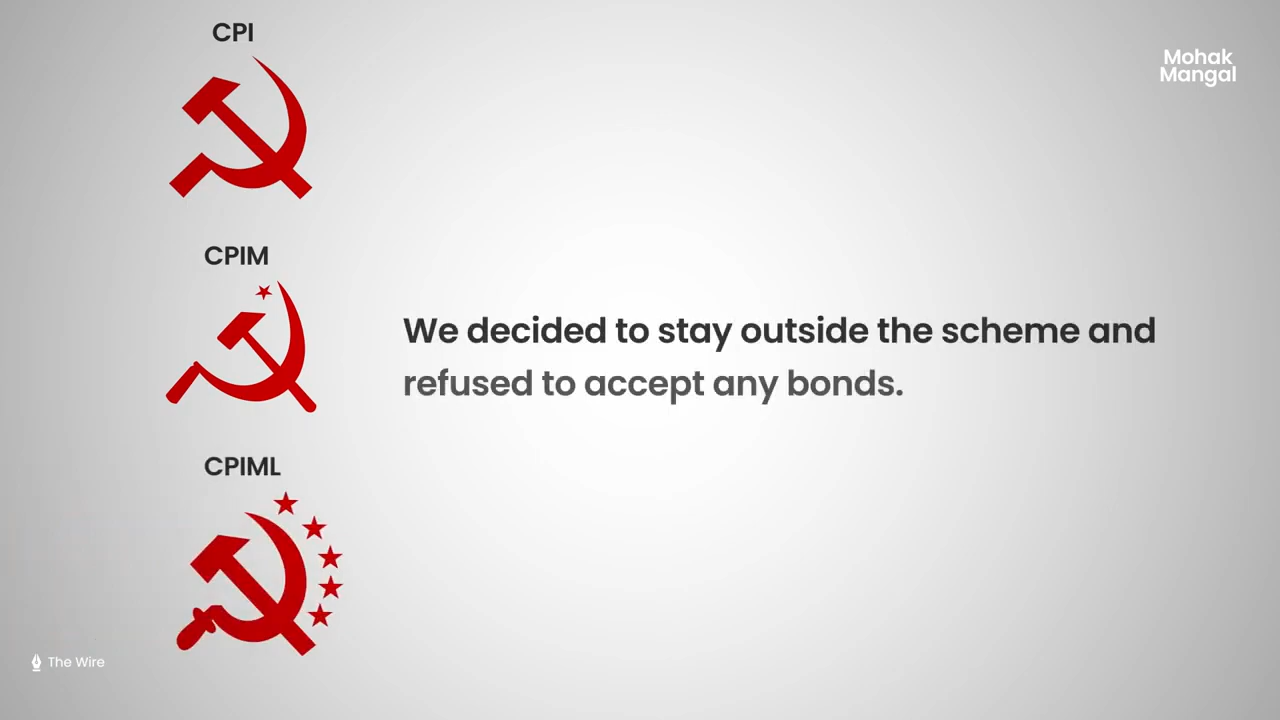 CPI
Mohak
Mangal
CPIM
We decided to stay outside the scheme and
refused to accept any bonds.
CPIML
The Wire